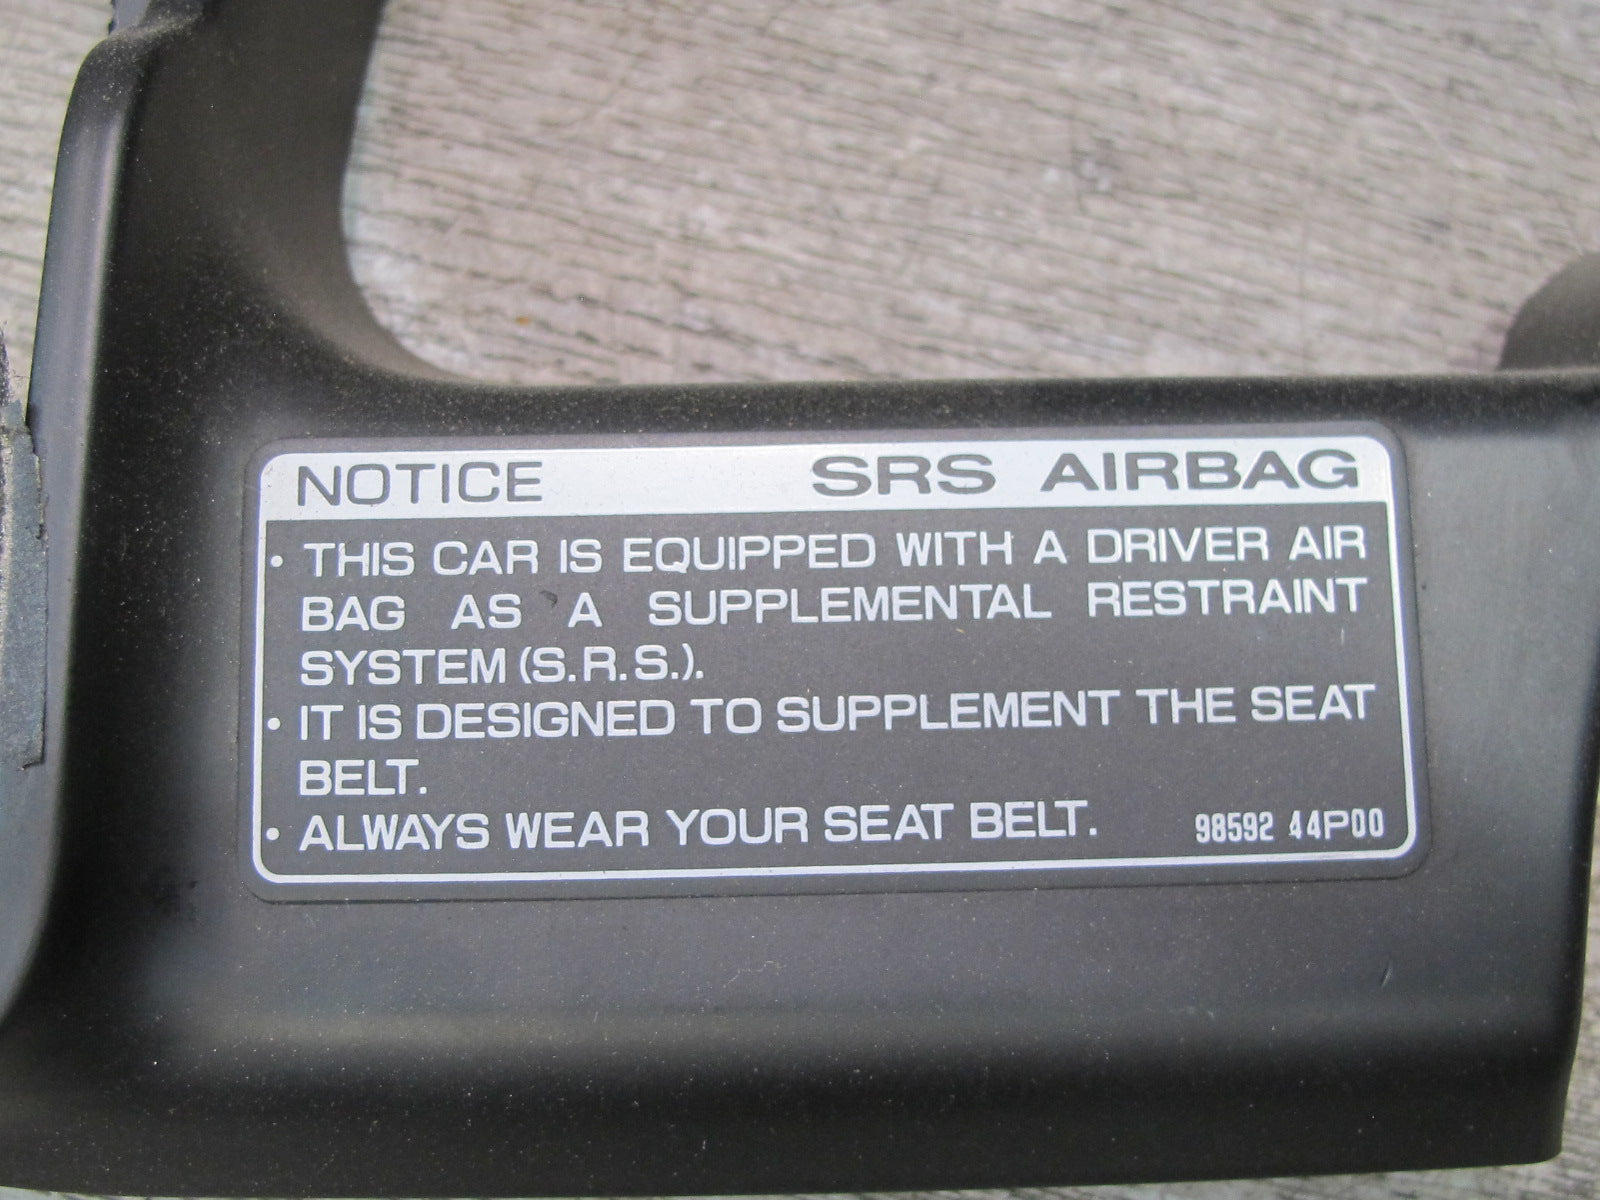 NOTICE SRS AIRBAG
• THIS CAR IS EQUIPPED WITH A DRIVER AIR
BAG AS A SUPPLEMENTAL RESTRAINT
SYSTEM (S.R.S.).
• IT IS DESIGNED TO SUPPLEMENT THE SEAT
BELT.
• ALWAYS WEAR YOUR SEAT BELT. 98592 44P00